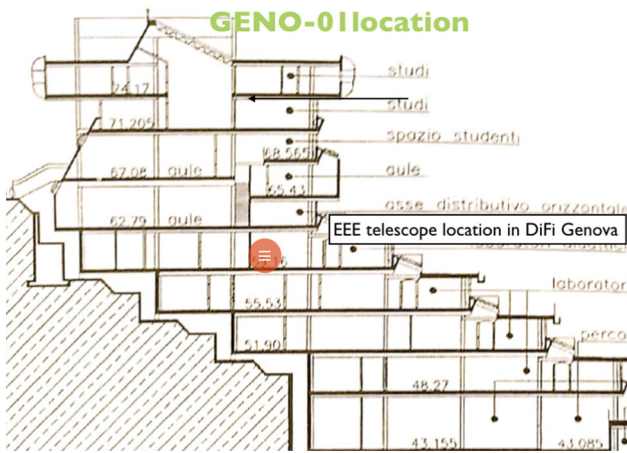 GENO-01location
studi
74.17
studi
71.205
spazio studenti
68.565
67.08 aule
aule
65.43
asse distributivo orizzontale
62.79 aule
EEE telescope location in DiFi Genova
laborator
55.53
51.90
perco
48.27
43.155
43.085